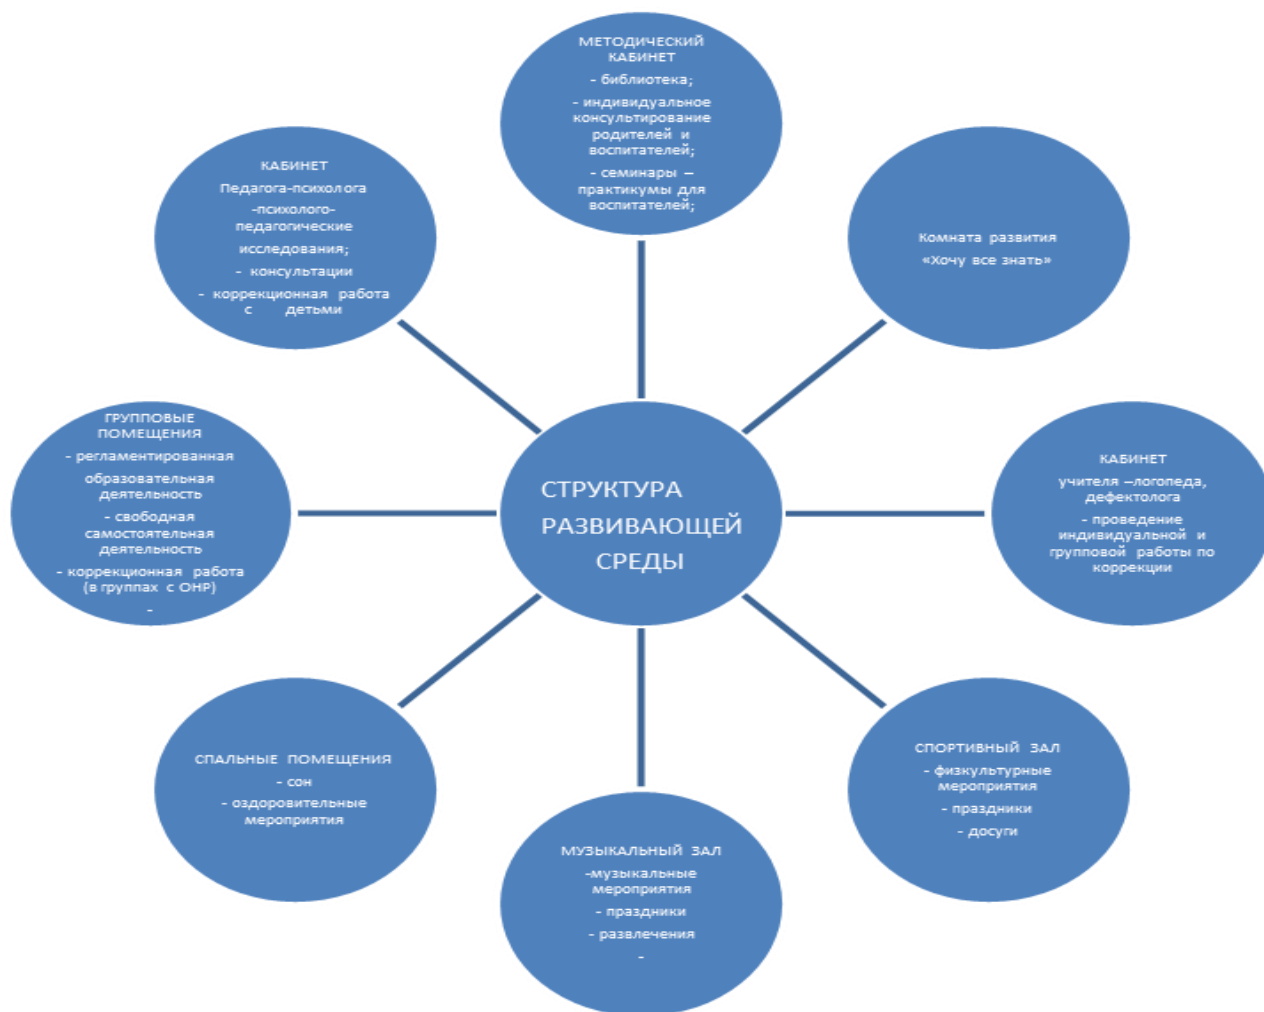 МЕТОДИЧЕСКИЙ
КАБИНЕТ
- библиотека;
- индивидуальное
консультирование
родителей и
воспитателей;
- семинары –
практикумы для
воспитателей;
Комната развития
«Хочу все знать»
КАБИНЕТ
учителя –логопеда,
дефектолога
- проведение
индивидуальной и
групповой работы по
коррекции
СПОРТИВНЫЙ ЗАЛ
- физкультурные
мероприятия
- праздники
- досуги
МУЗЫКАЛЬНЫЙ ЗАЛ
-музыкальные
мероприятия
- праздники
- развлечения
-
СПАЛЬНЫЕ ПОМЕЩЕНИЯ
- сон
- оздоровительные
мероприятия
ГРУППОВЫЕ
ПОМЕЩЕНИЯ
- регламентированная
образовательная
деятельность
- свободная
самостоятельная
деятельность
- коррекционная работа
(в группах с ОНР)
-
КАБИНЕТ
Педагога-психолога
-психолого-
педагогические
исследования;
- консультации
- коррекционная работа
с детьми
СТРУКТУРА
РАЗВИВАЮЩЕЙ
СРЕДЫ